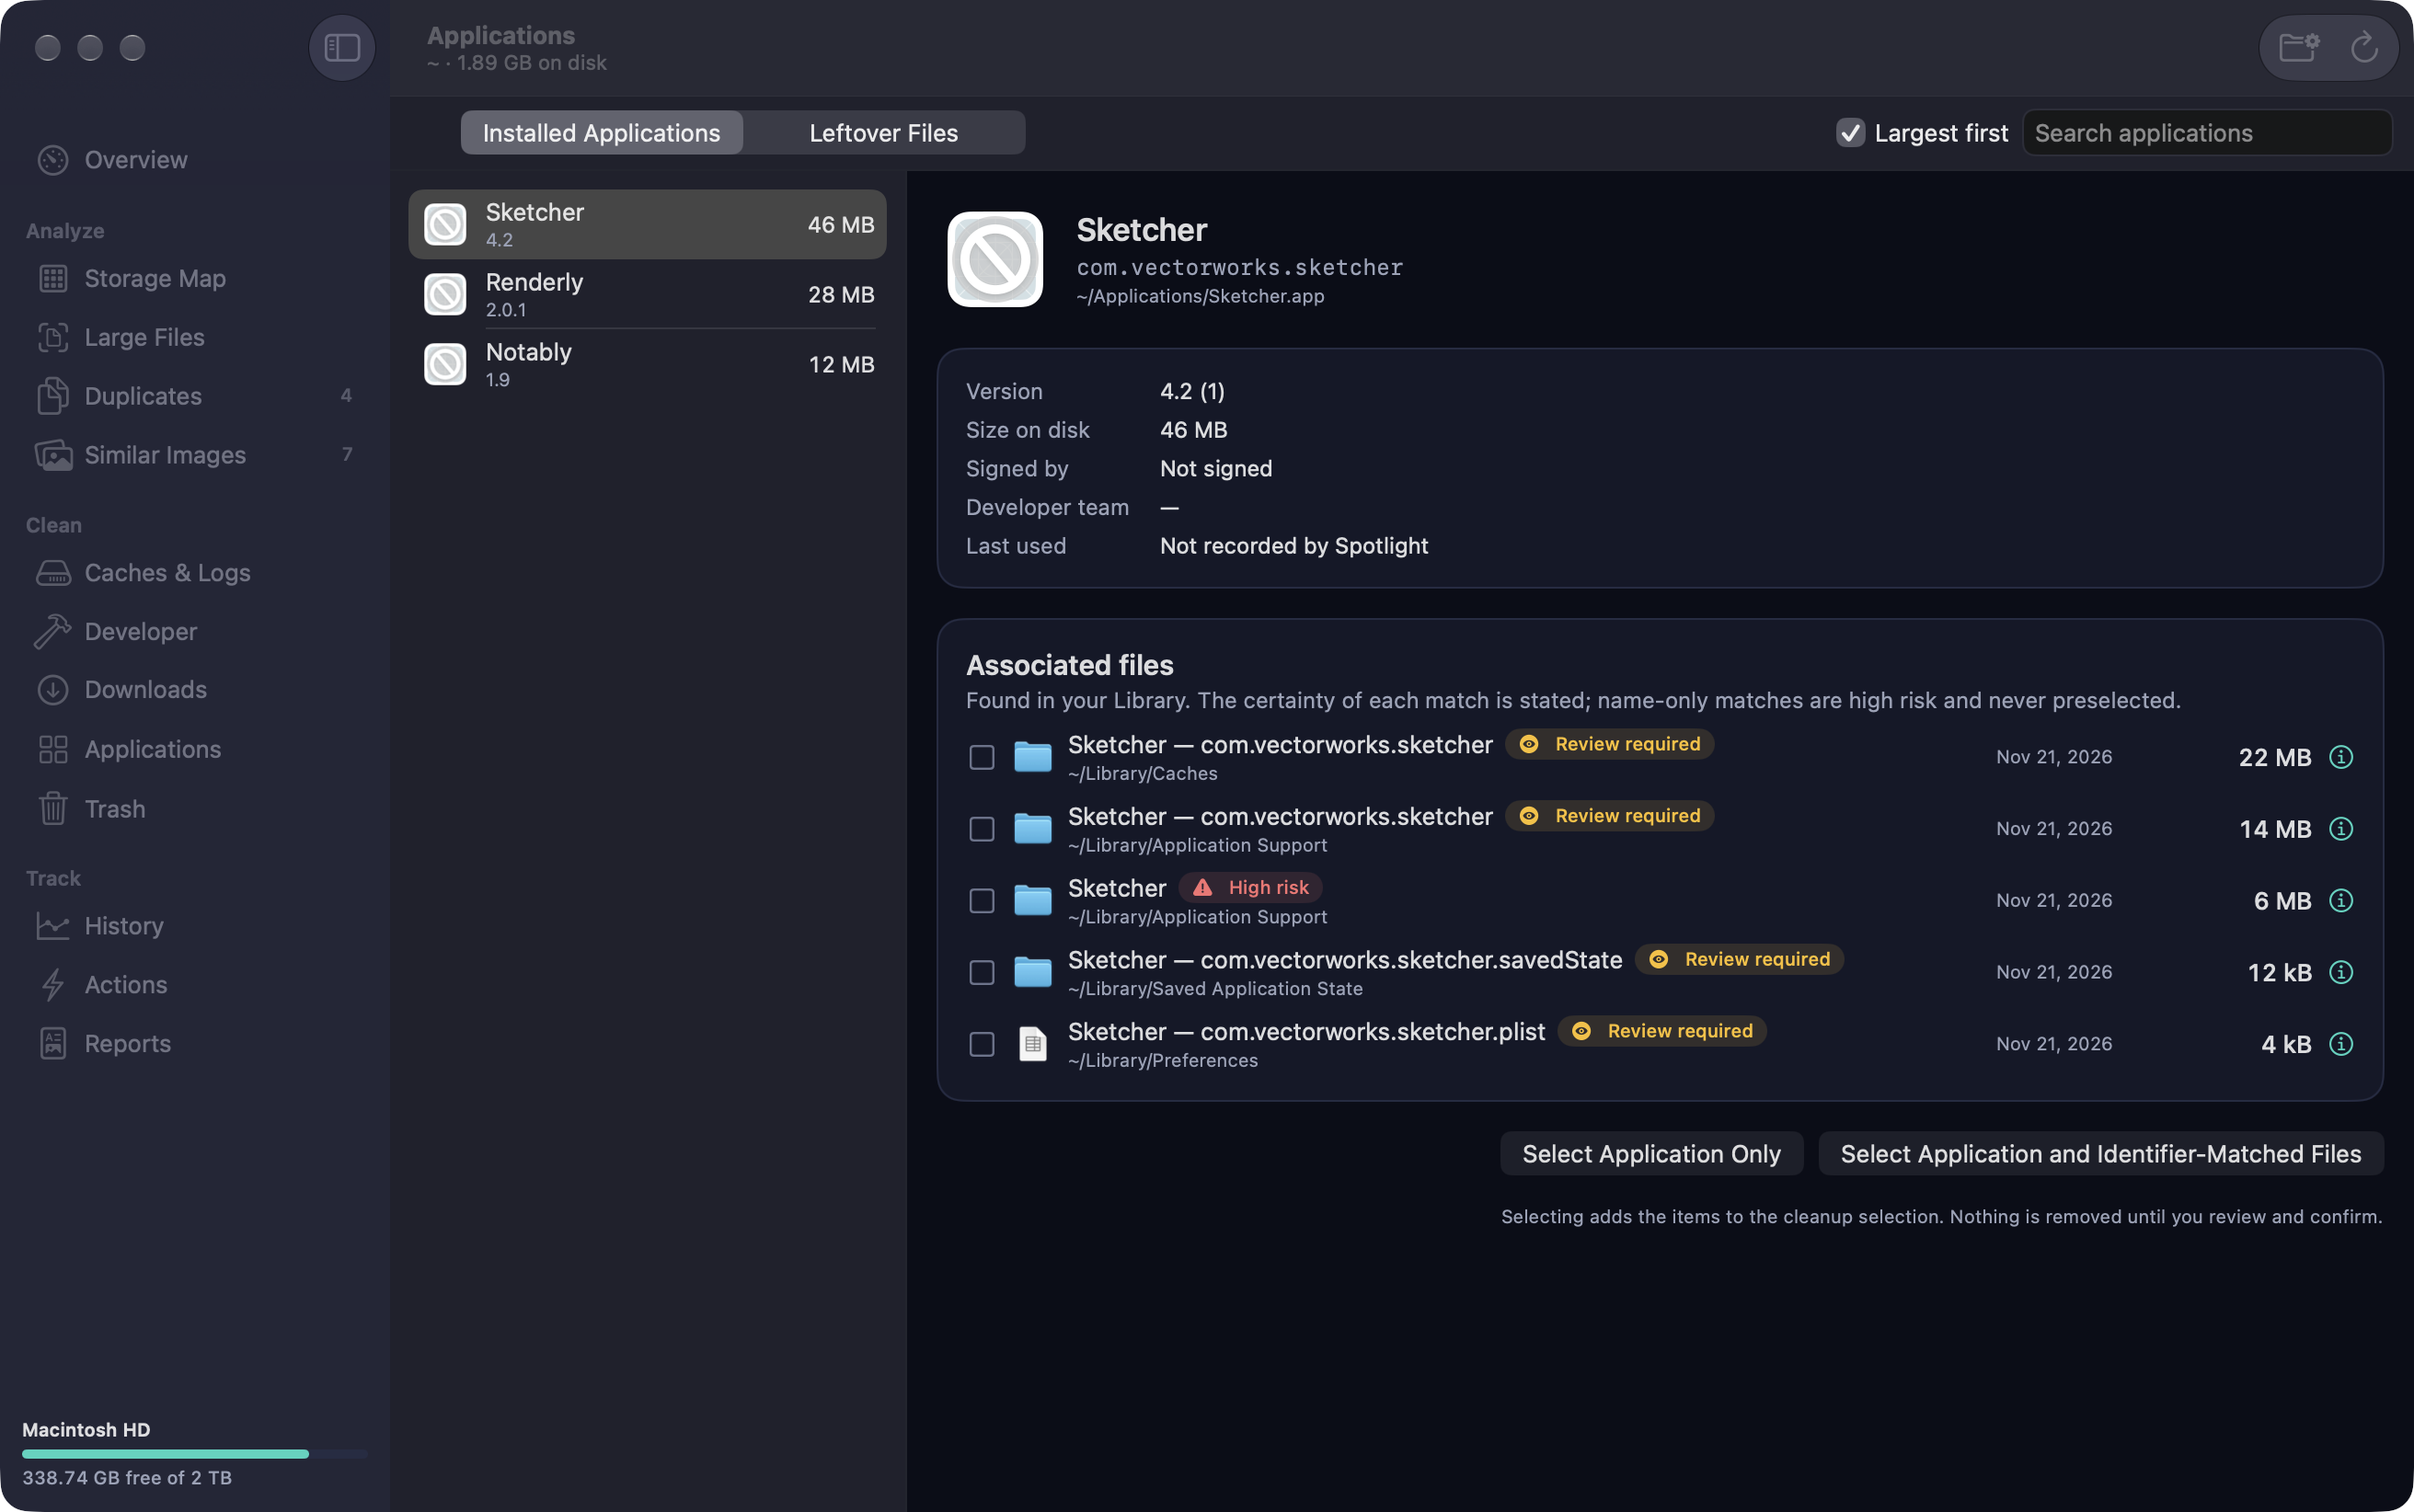 Applications
~ · 1.89 GB on disk
Overview
Analyze
Storage Map
Large Files
Duplicates 4
Similar Images 7
Clean
Caches & Logs
Developer
Downloads
Applications
Trash
Track
History
Actions
Reports
Macintosh HD
338.74 GB free of 2 TB
Installed Applications
Leftover Files
Largest first
Search applications
Sketcher
4.2
46 MB
Renderly
2.0.1
28 MB
Notably
1.9
12 MB
Sketcher
com.vectorworks.sketcher
~/Applications/Sketcher.app
Version 4.2 (1)
Size on disk 46 MB
Signed by Not signed
Developer team —
Last used Not recorded by Spotlight
Associated files
Found in your Library. The certainty of each match is stated; name-only matches are high risk and never preselected.
Sketcher — com.vectorworks.sketcher Review required
~/Library/Caches
Nov 21, 2026 22 MB
Sketcher — com.vectorworks.sketcher Review required
~/Library/Application Support
Nov 21, 2026 14 MB
Sketcher High risk
~/Library/Application Support
Nov 21, 2026 6 MB
Sketcher — com.vectorworks.sketcher.savedState Review required
~/Library/Saved Application State
Nov 21, 2026 12 kB
Sketcher — com.vectorworks.sketcher.plist Review required
~/Library/Preferences
Nov 21, 2026 4 kB
Select Application Only
Select Application and Identifier-Matched Files
Selecting adds the items to the cleanup selection. Nothing is removed until you review and confirm.